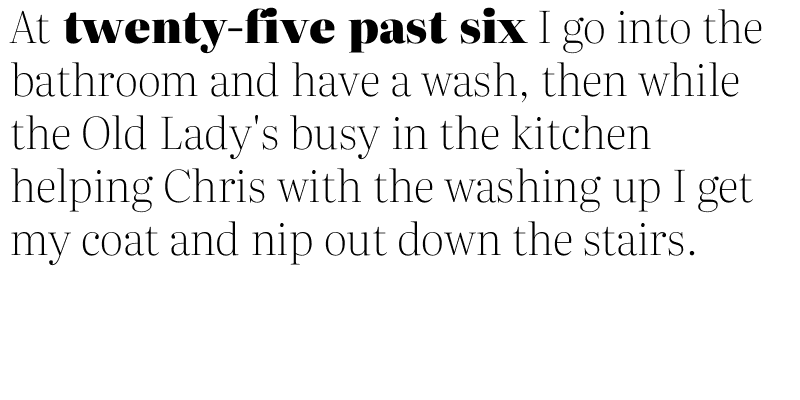 At twenty-five past six I go into the
bathroom and have a wash, then while
the Old Lady's busy in the kitchen
helping Chris with the washing up I get
my coat and nip out down the stairs.